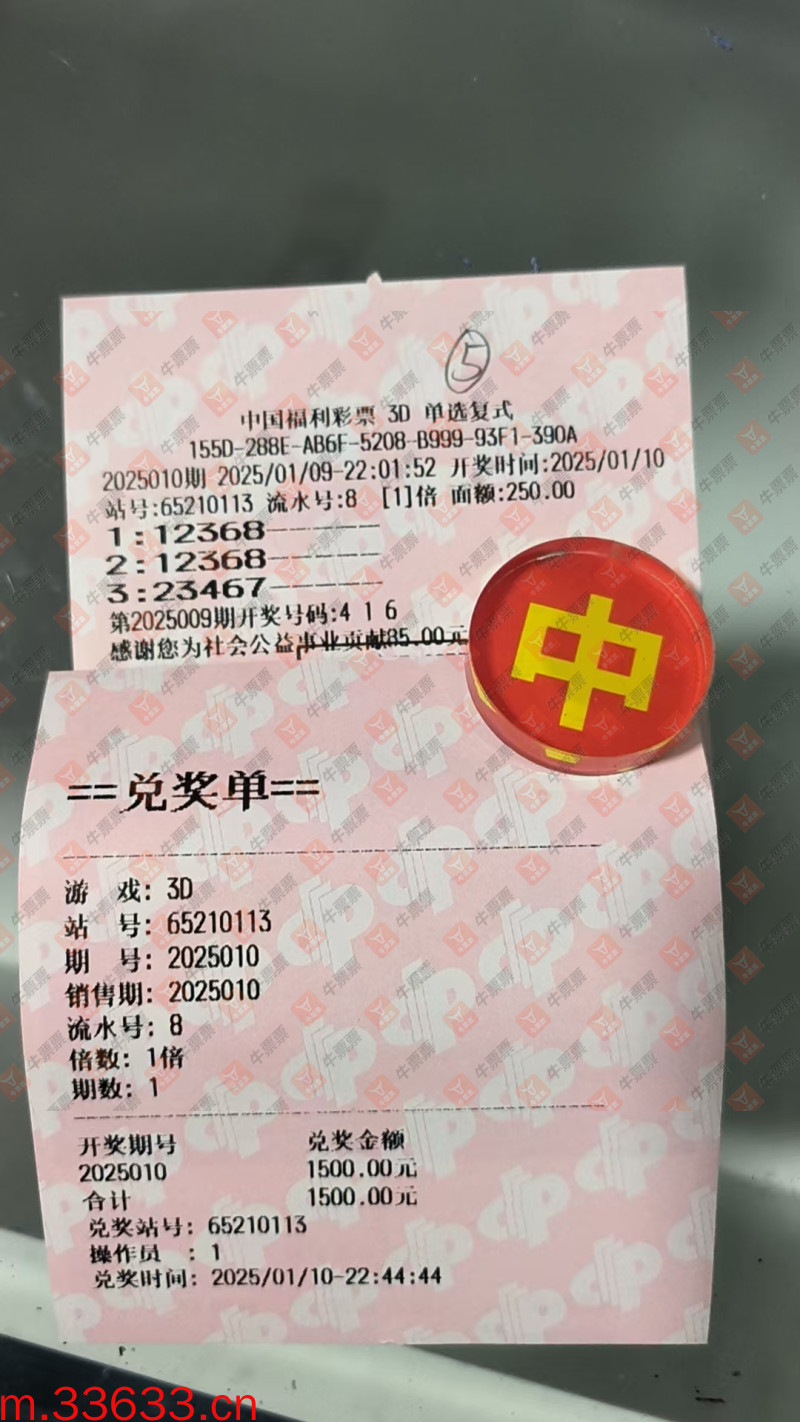 5
中国福利彩票 3D 单选复式
155D-288E-AB6F-5208-B999-93F1-390A
2025010期 2025/01/09-22:01:52 开奖时间:2025/01/10
站号:65210113 流水号:8 [1]倍 面额:250.00
1:12368----------
2:12368----------
3:23467----------
第2025009期开奖号码:4 1 6
感谢您为社会公益事业贡献85.00元
中
==兑奖单==
游 戏: 3D
站 号: 65210113
期 号: 2025010
销售期: 2025010
流水号: 8
倍数: 1倍
期数: 1
开奖期号 兑奖金额
2025010 1500.00元
合计 1500.00元
兑奖站号: 65210113
操作员 : 1
兑奖时间: 2025/01/10-22:44:44
牛票票
m.33633.cn